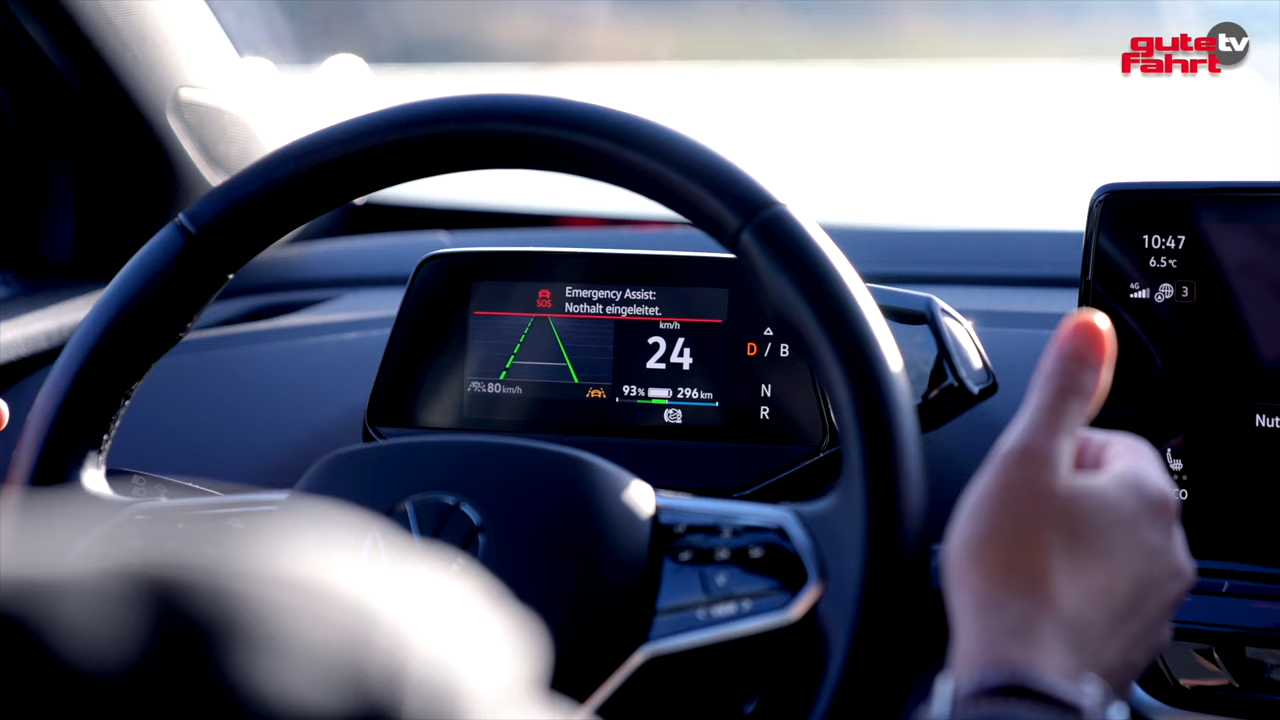 gute tv
Fahrt
10:47
6.5°C
4G
3
SOS
Emergency Assist:
Nothalt eingeleitet.
km/h
24
D / B
80 km/h
93% 296 km
N
R
Nut
CO